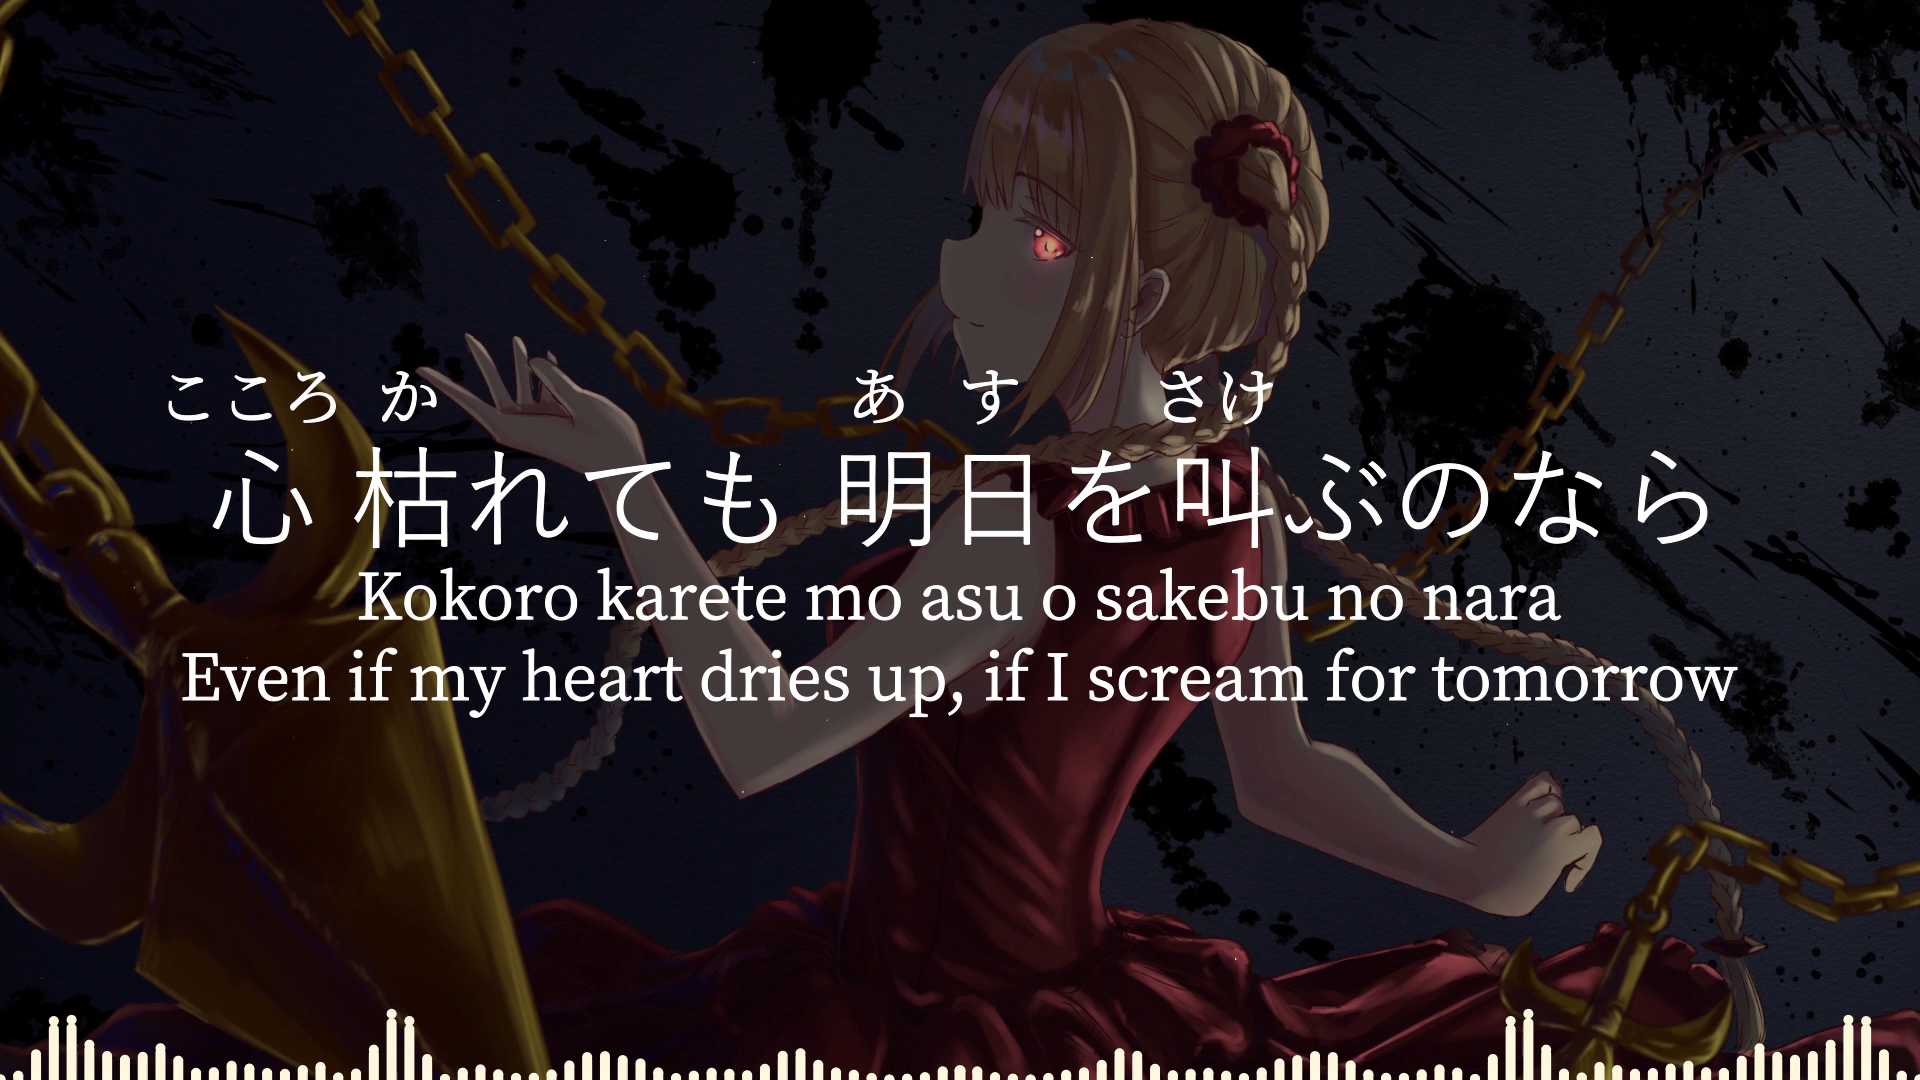 こころ か あ す さけ
心 枯れても 明日を叫ぶのなら
Kokoro karete mo asu o sakebu no nara
Even if my heart dries up, if I scream for tomorrow